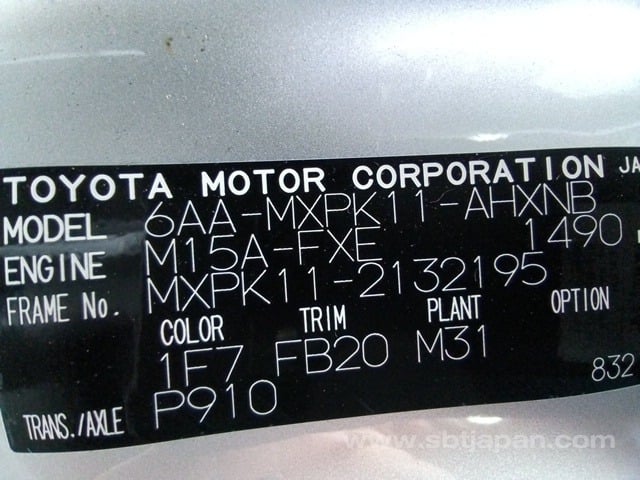 TOYOTA MOTOR CORPORATION JA
MODEL 6AA-MXPK11-AHXNB
ENGINE M15A-FXE 1490
FRAME No. MXPK11-2132195
COLOR TRIM PLANT OPTION
1F7 FB20 M31
TRANS./AXLE P910 832
www.sbtjapan.com